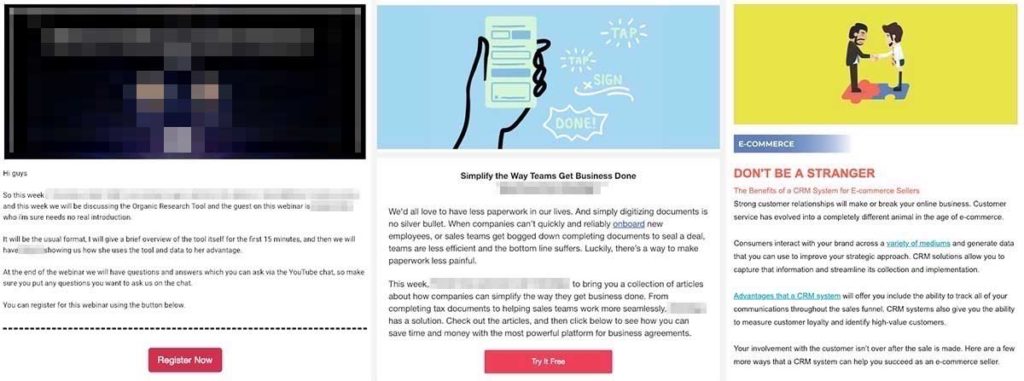 Hi guys
So this week
and this week we will be discussing the Organic Research Tool and the guest on this webinar is
who i'm sure needs no real introduction.
It will be the usual format, I will give a brief overview of the tool itself for the first 15 minutes, and then we will
have showing us how she uses the tool and data to her advantage.
At the end of the webinar we will have questions and answers which you can ask via the YouTube chat, so make
sure you put any questions you want to ask us on the chat.
You can register for this webinar using the button below.
Register Now
TAP
TAP
SIGN
DONE!
Simplify the Way Teams Get Business Done
We'd all love to have less paperwork in our lives. And simply digitizing documents is
no silver bullet. When companies can't quickly and reliably onboard new
employees, or sales teams get bogged down completing documents to seal a deal,
teams are less efficient and the bottom line suffers. Luckily, there's a way to make
paperwork less painful.
This week, to bring you a collection of articles
about how companies can simplify the way they get business done. From
completing tax documents to helping sales teams work more seamlessly,
has a solution. Check out the articles, and then click below to see how you can
save time and money with the most powerful platform for business agreements.
Try It Free
E-COMMERCE
DON'T BE A STRANGER
The Benefits of a CRM System for E-commerce Sellers
Strong customer relationships will make or break your online business. Customer
service has evolved into a completely different animal in the age of e-commerce.
Consumers interact with your brand across a variety of mediums and generate data
that you can use to improve your strategic approach. CRM solutions allow you to
capture that information and streamline its collection and implementation.
Advantages that a CRM system will offer you include the ability to track all of your
communications throughout the sales funnel. CRM systems also give you the ability
to measure customer loyalty and identify high-value customers.
Your involvement with the customer isn't over after the sale is made. Here are a few
more ways that a CRM system can help you succeed as an e-commerce seller.